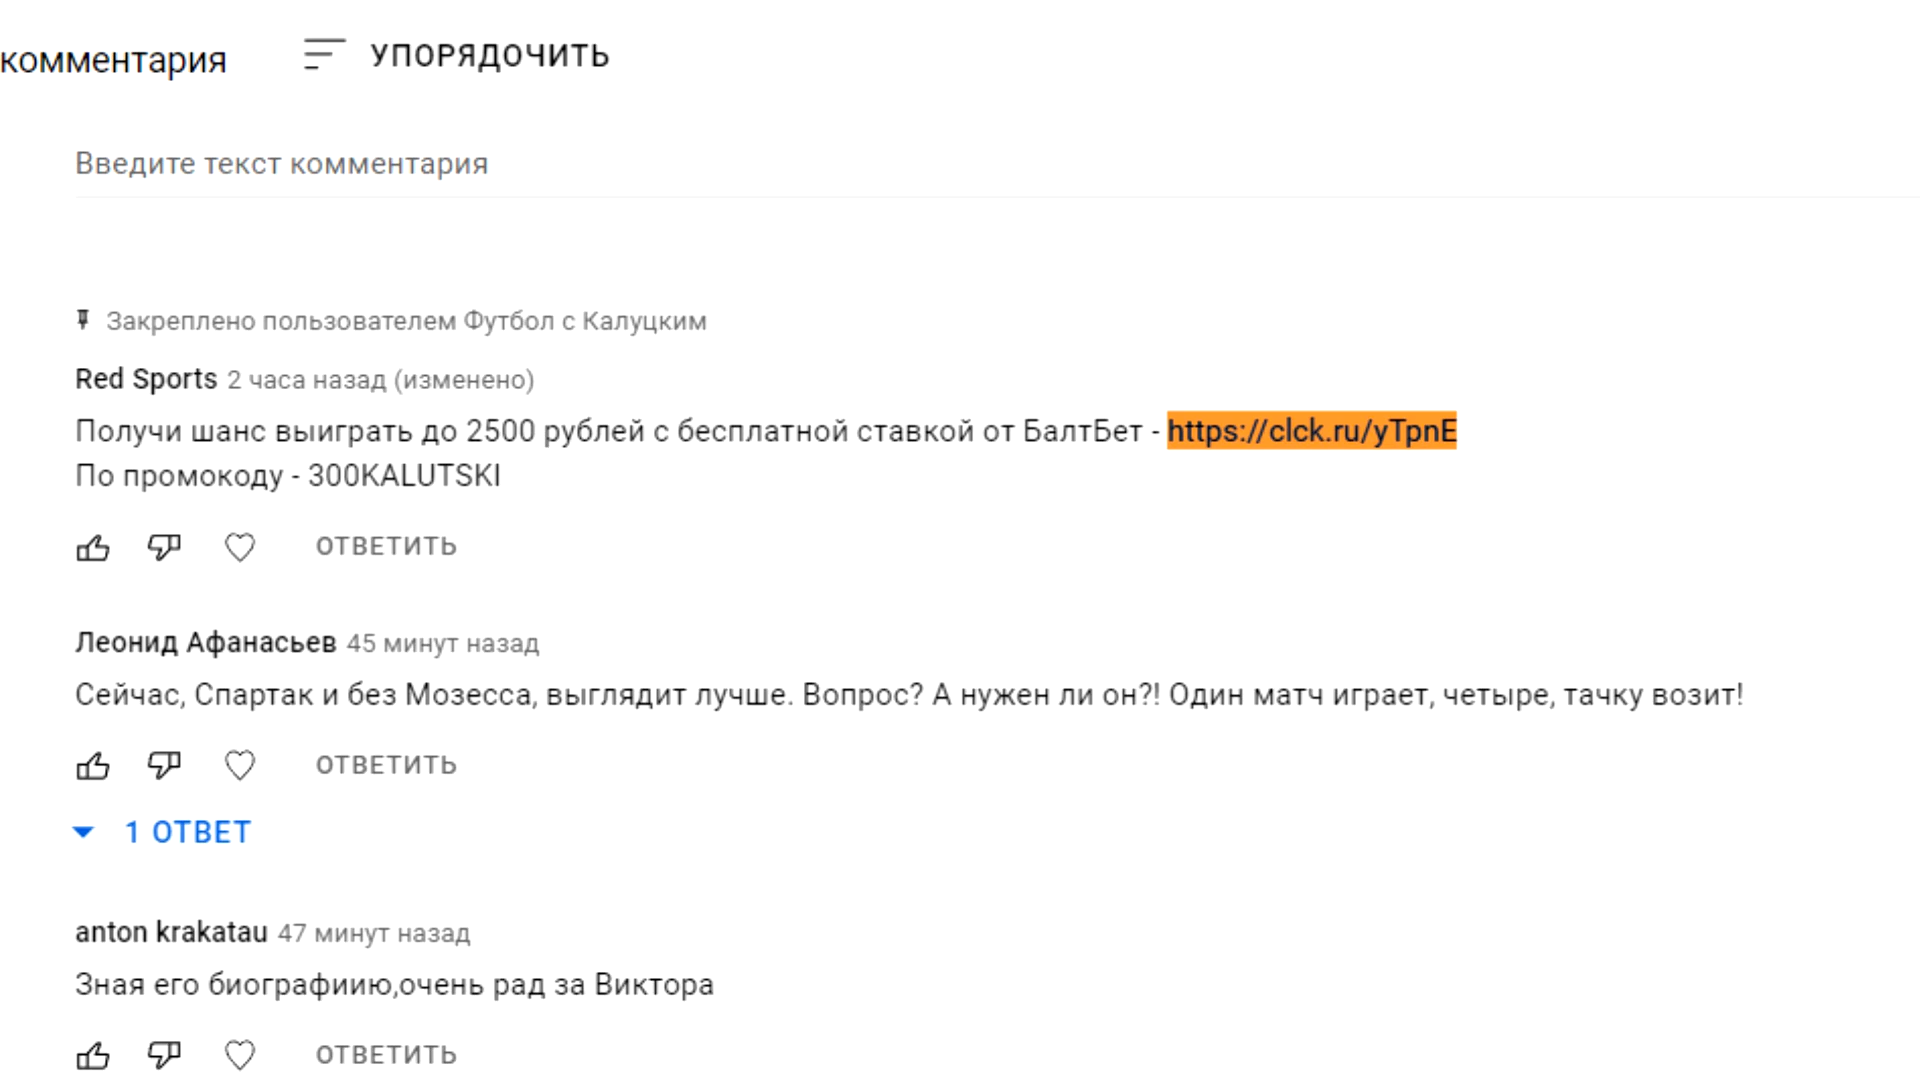 комментария
УПОРЯДОЧИТЬ
Введите текст комментария
Закреплено пользователем Футбол с Калуцким
Red Sports 2 часа назад (изменено)
Получи шанс выиграть до 2500 рублей с бесплатной ставкой от БалтБет - https://clck.ru/yTpnE
По промокоду - 300KALUTSKI
ОТВЕТИТЬ
Леонид Афанасьев 45 минут назад
Сейчас, Спартак и без Мозесса, выглядит лучше. Вопрос? А нужен ли он?! Один матч играет, четыре, тачку возит!
ОТВЕТИТЬ
1 ОТВЕТ
anton krakatau 47 минут назад
Зная его биографиию,очень рад за Виктора
ОТВЕТИТЬ